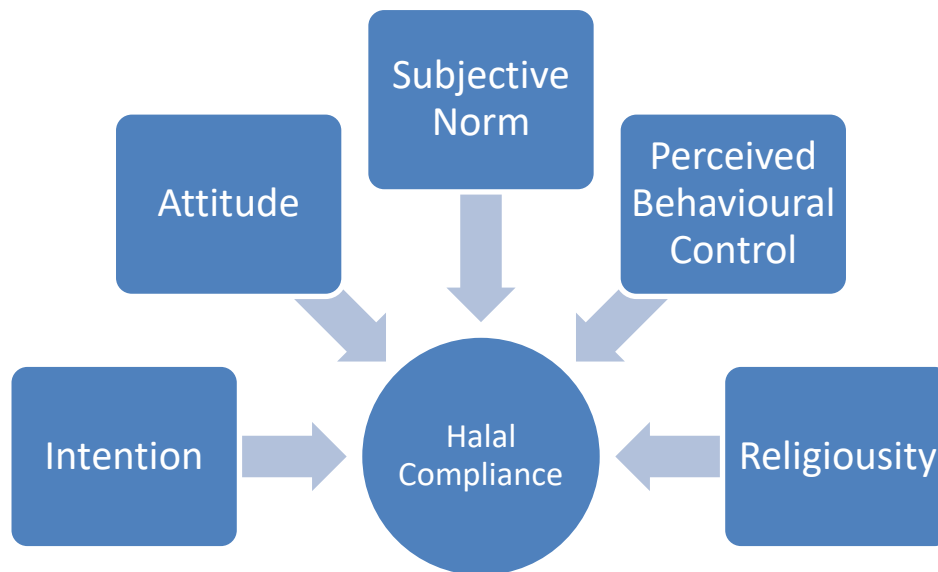 Subjective
Norm
Attitude
Perceived
Behavioural
Control
Intention
Halal
Compliance
Religiousity